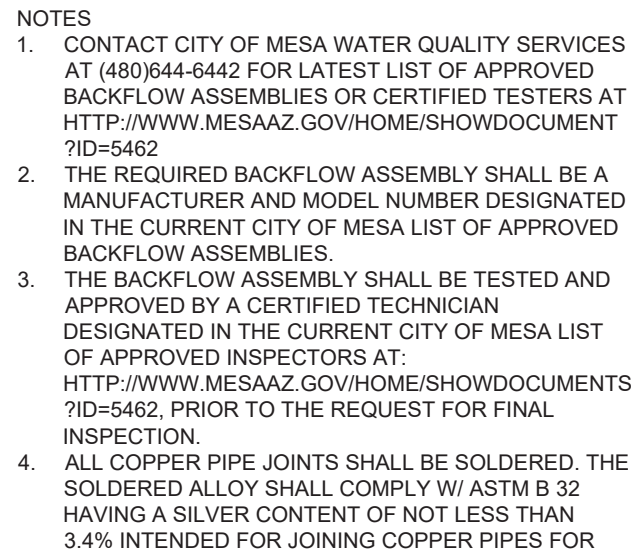 NOTES
1. CONTACT CITY OF MESA WATER QUALITY SERVICES
AT (480)644-6442 FOR LATEST LIST OF APPROVED
BACKFLOW ASSEMBLIES OR CERTIFIED TESTERS AT
HTTP://WWW.MESAAZ.GOV/HOME/SHOWDOCUMENT
?ID=5462
2. THE REQUIRED BACKFLOW ASSEMBLY SHALL BE A
MANUFACTURER AND MODEL NUMBER DESIGNATED
IN THE CURRENT CITY OF MESA LIST OF APPROVED
BACKFLOW ASSEMBLIES.
3. THE BACKFLOW ASSEMBLY SHALL BE TESTED AND
APPROVED BY A CERTIFIED TECHNICIAN
DESIGNATED IN THE CURRENT CITY OF MESA LIST
OF APPROVED INSPECTORS AT:
HTTP://WWW.MESAAZ.GOV/HOME/SHOWDOCUMENTS
?ID=5462, PRIOR TO THE REQUEST FOR FINAL
INSPECTION.
4. ALL COPPER PIPE JOINTS SHALL BE SOLDERED. THE
SOLDERED ALLOY SHALL COMPLY W/ ASTM B 32
HAVING A SILVER CONTENT OF NOT LESS THAN
3.4% INTENDED FOR JOINING COPPER PIPES FOR